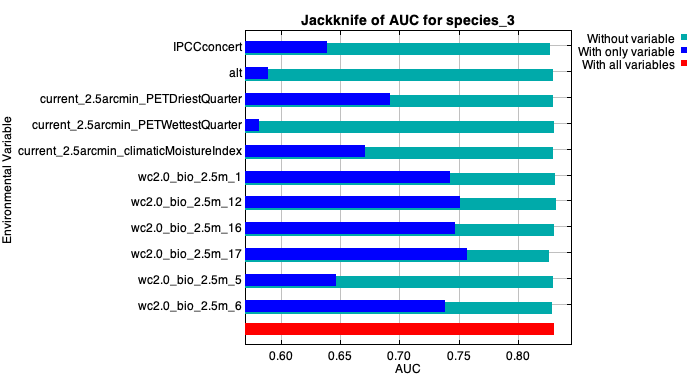 Jackknife of AUC for species_3
Without variable
With only variable
With all variables
Environmental Variable
IPCCconcert
alt
current_2.5arcmin_PETDriestQuarter
current_2.5arcmin_PETWettestQuarter
current_2.5arcmin_climaticMoistureIndex
wc2.0_bio_2.5m_1
wc2.0_bio_2.5m_12
wc2.0_bio_2.5m_16
wc2.0_bio_2.5m_17
wc2.0_bio_2.5m_5
wc2.0_bio_2.5m_6
0.60 0.65 0.70 0.75 0.80
AUC